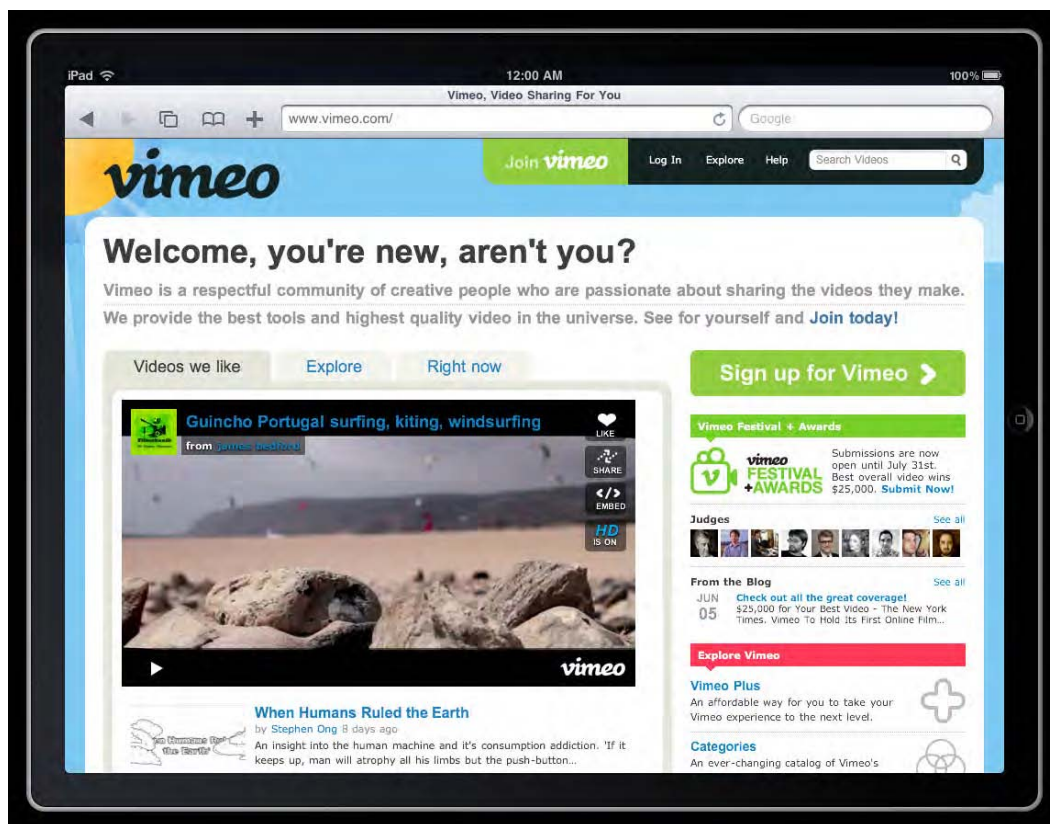 iPad
12:00 AM
100%
Vimeo, Video Sharing For You
www.vimeo.com/
Google
vimeo
Join vimeo
Log In
Explore
Help
Search Videos
Welcome, you're new, aren't you?
Vimeo is a respectful community of creative people who are passionate about sharing the videos they make.
We provide the best tools and highest quality video in the universe. See for yourself and Join today!
Videos we like
Explore
Right now
Guincho Portugal surfing, kiting, windsurfing
from james bedford
LIKE
SHARE
EMBED
HD
IS ON
vimeo
When Humans Ruled the Earth
by Stephen Ong 8 days ago
An insight into the human machine and it's consumption addiction. 'If it
keeps up, man will atrophy all his limbs but the push-button...
Sign up for Vimeo
Vimeo Festival + Awards
vimeo
FESTIVAL
+AWARDS
Submissions are now
open until July 31st.
Best overall video wins
$25,000. Submit Now!
Judges
See all
From the Blog
See all
JUN
05
Check out all the great coverage!
$25,000 for Your Best Video - The New York
Times. Vimeo To Hold Its First Online Film...
Explore Vimeo
Vimeo Plus
An affordable way for you to take your
Vimeo experience to the next level.
Categories
An ever-changing catalog of Vimeo's